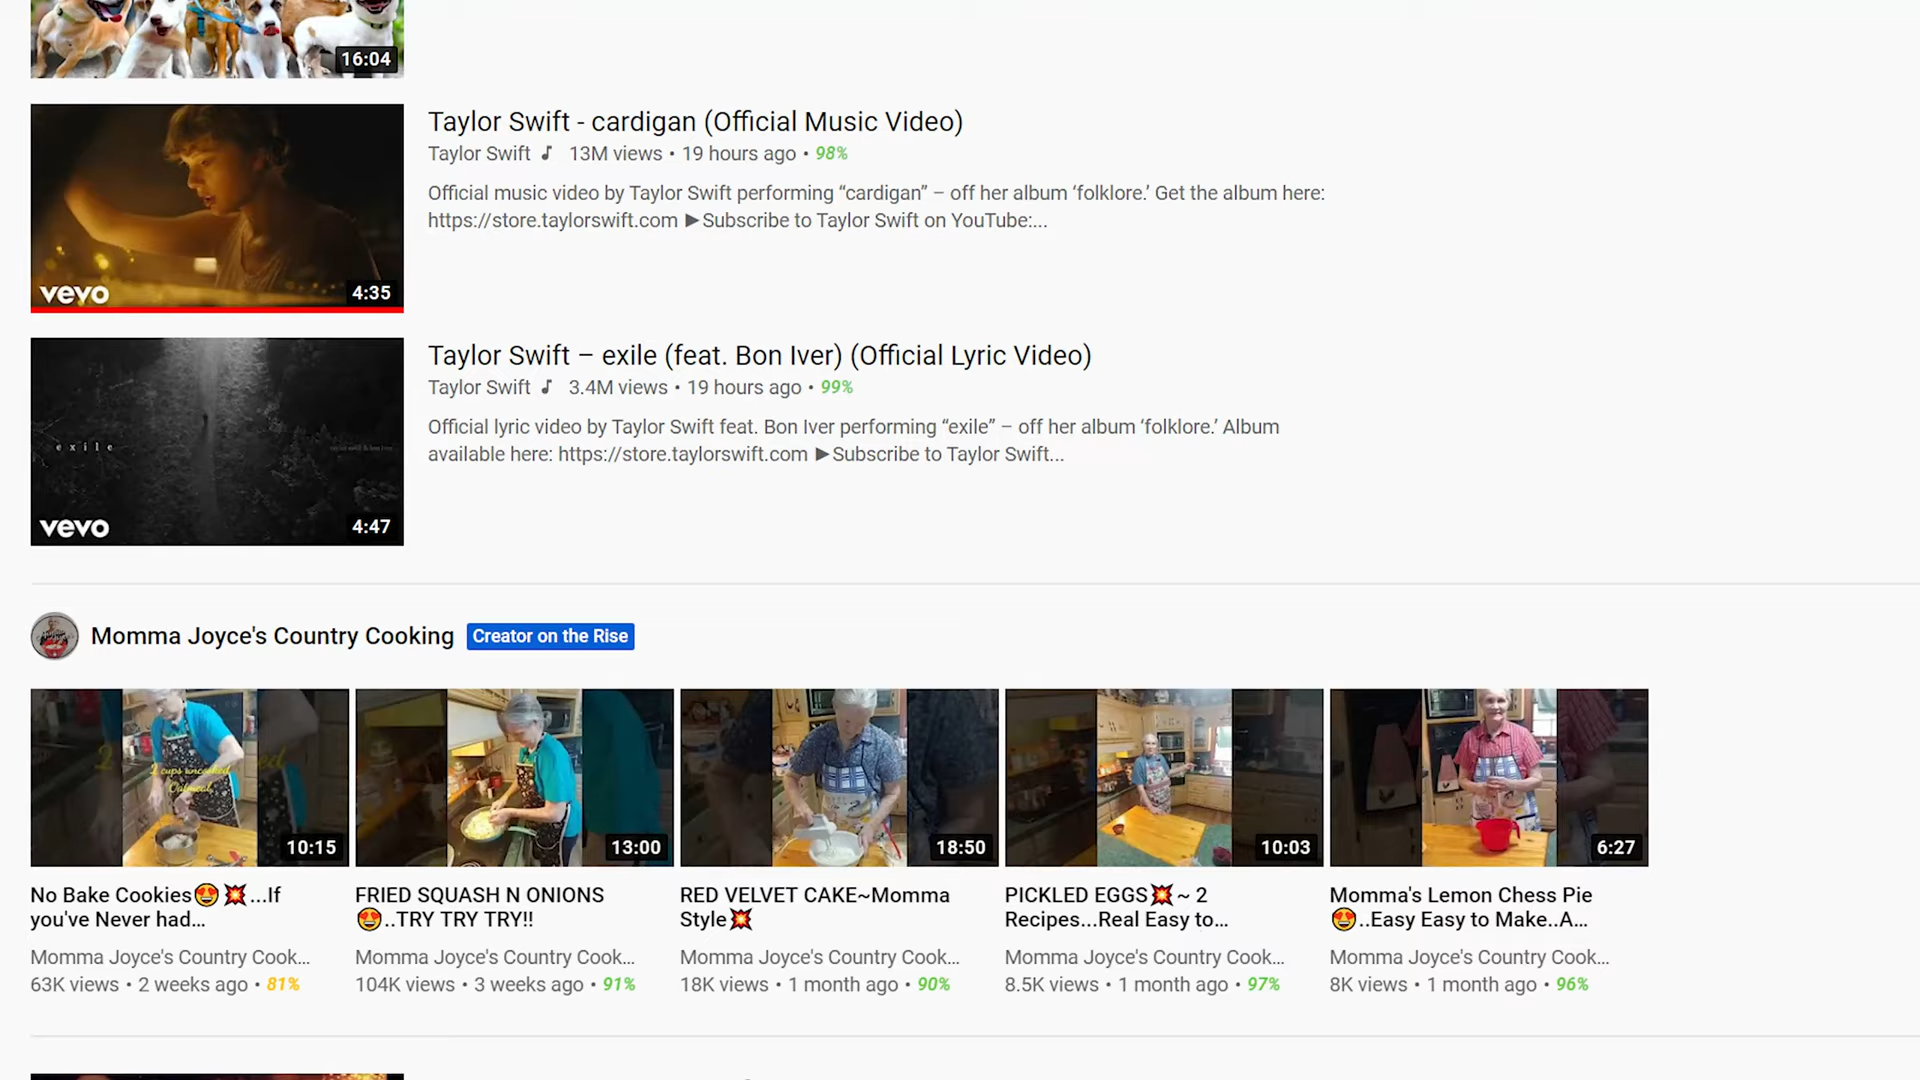 16:04
Taylor Swift - cardigan (Official Music Video)
Taylor Swift ♪ 13M views • 19 hours ago • 98%
Official music video by Taylor Swift performing “cardigan” – off her album ‘folklore.’ Get the album here:
https://store.taylorswift.com ►Subscribe to Taylor Swift on YouTube:...
vevo
4:35
Taylor Swift – exile (feat. Bon Iver) (Official Lyric Video)
Taylor Swift ♪ 3.4M views • 19 hours ago • 99%
Official lyric video by Taylor Swift feat. Bon Iver performing “exile” – off her album ‘folklore.’ Album
available here: https://store.taylorswift.com ►Subscribe to Taylor Swift...
exile
taylor swift & bon iver
vevo
4:47
Momma Joyce's Country Cooking Creator on the Rise
2 cups uncooked
Oatmeal,
10:15
13:00
18:50
10:03
6:27
No Bake Cookies😍💥...If
you've Never had...
Momma Joyce's Country Cook...
63K views • 2 weeks ago • 81%
FRIED SQUASH N ONIONS
😍..TRY TRY TRY!!
Momma Joyce's Country Cook...
104K views • 3 weeks ago • 91%
RED VELVET CAKE~Momma
Style💥
Momma Joyce's Country Cook...
18K views • 1 month ago • 90%
PICKLED EGGS💥~ 2
Recipes...Real Easy to...
Momma Joyce's Country Cook...
8.5K views • 1 month ago • 97%
Momma's Lemon Chess Pie
😍..Easy Easy to Make..A...
Momma Joyce's Country Cook...
8K views • 1 month ago • 96%